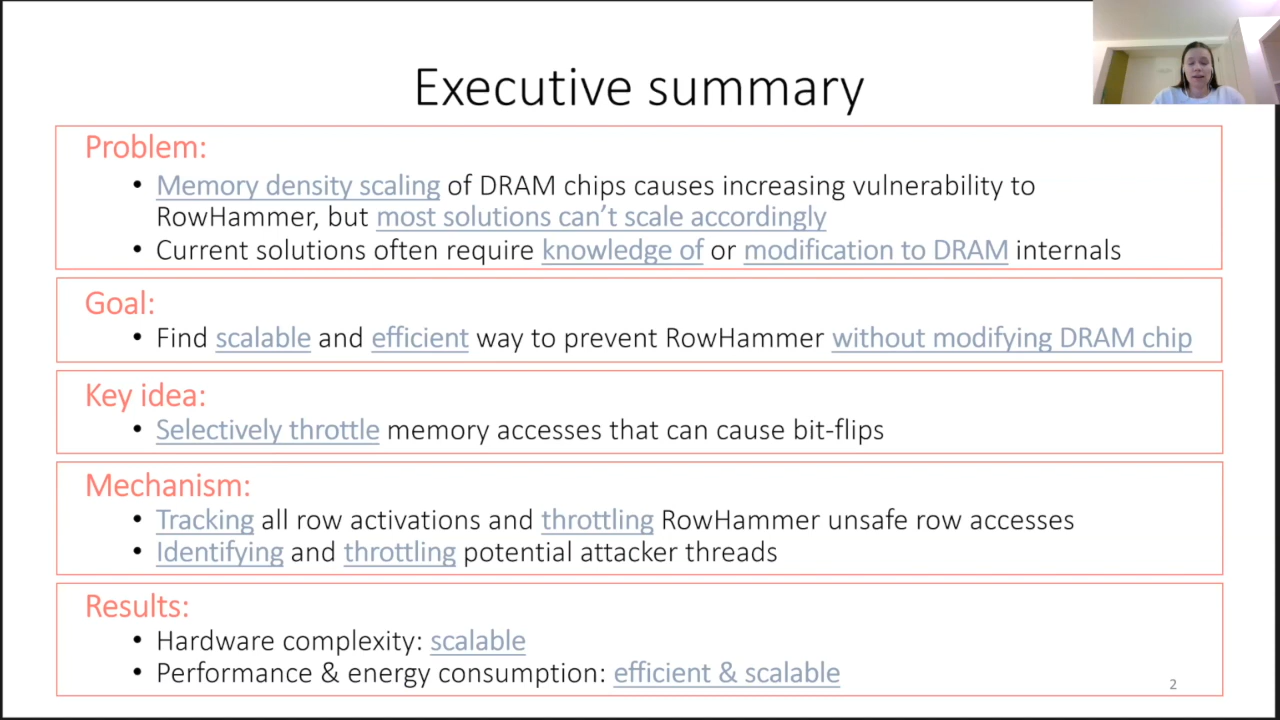 Executive summary
Problem:
• Memory density scaling of DRAM chips causes increasing vulnerability to
RowHammer, but most solutions can’t scale accordingly
• Current solutions often require knowledge of or modification to DRAM internals
Goal:
• Find scalable and efficient way to prevent RowHammer without modifying DRAM chip
Key idea:
• Selectively throttle memory accesses that can cause bit-flips
Mechanism:
• Tracking all row activations and throttling RowHammer unsafe row accesses
• Identifying and throttling potential attacker threads
Results:
• Hardware complexity: scalable
• Performance & energy consumption: efficient & scalable
2